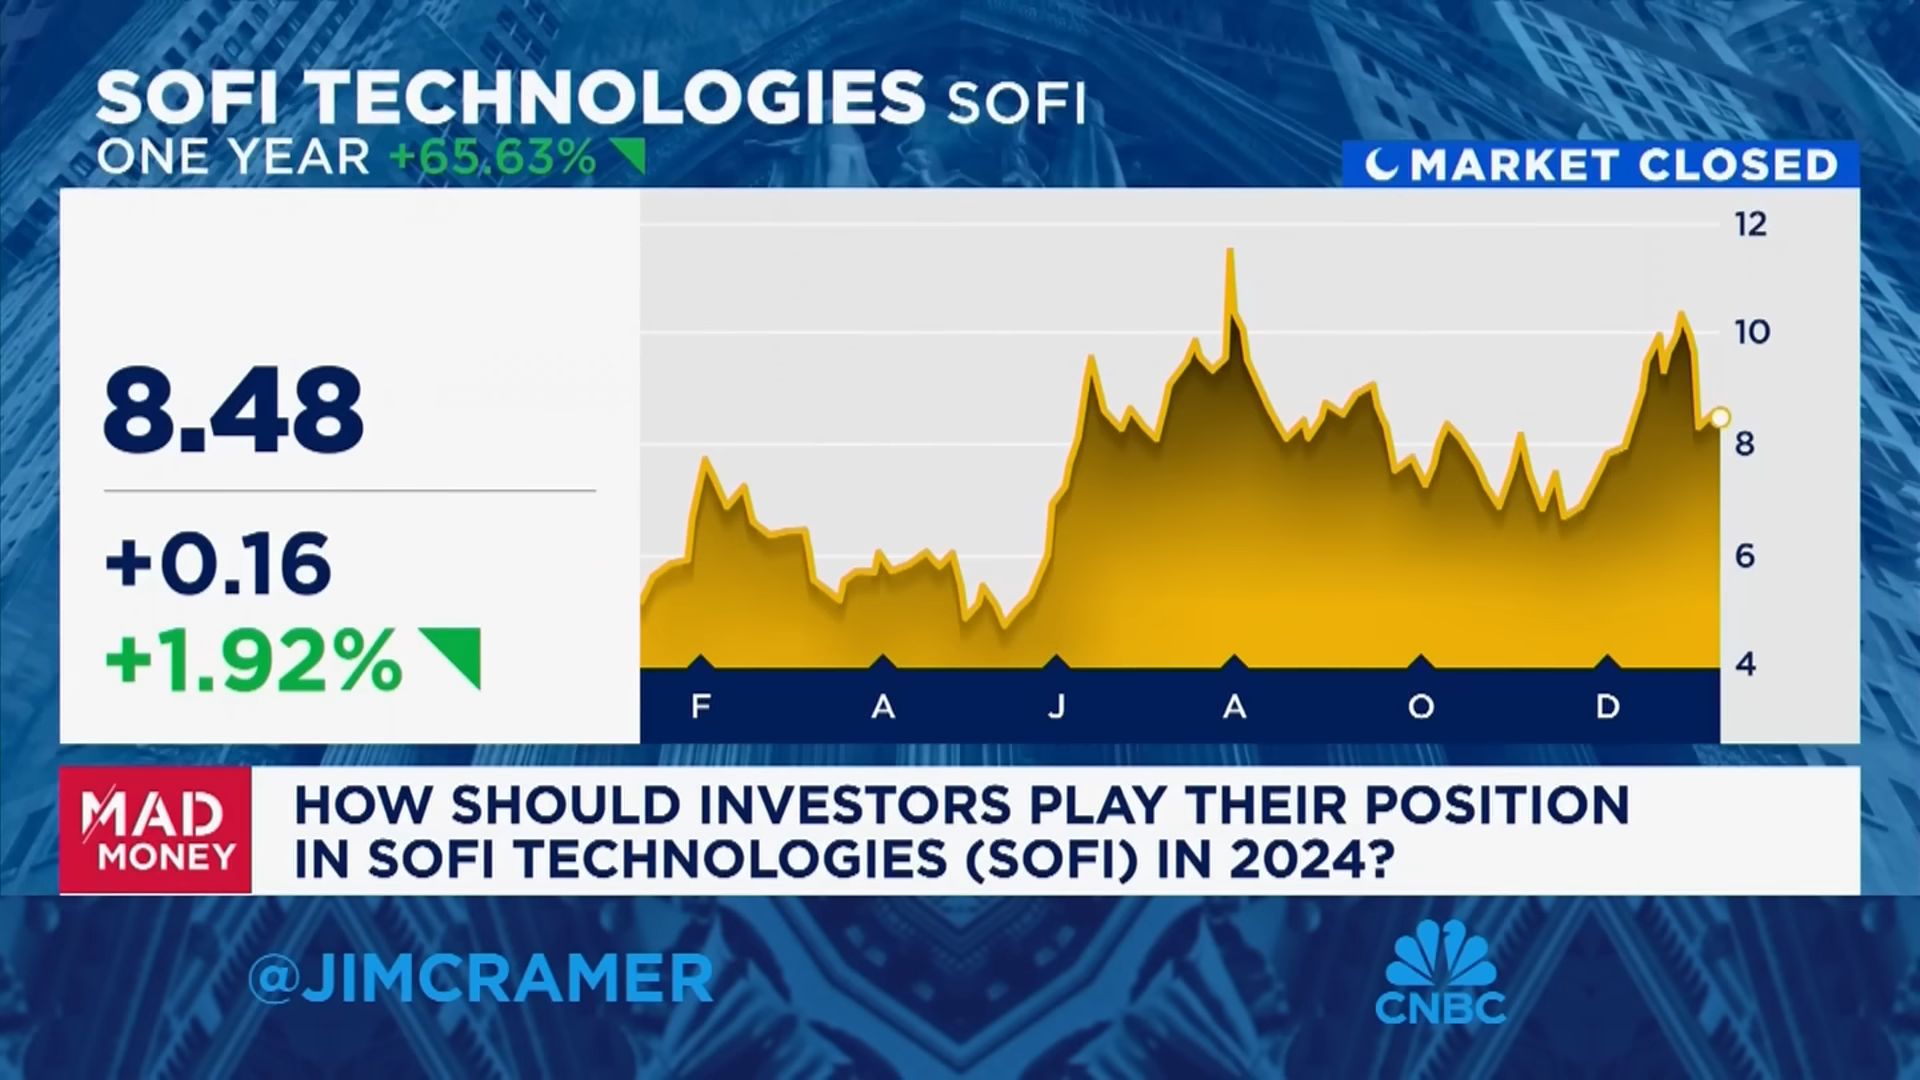 SOFI TECHNOLOGIES SOFI
ONE YEAR +65.63%
MARKET CLOSED
8.48
+0.16
+1.92%
12
10
8
6
4
F A J A O D
MAD
MONEY
HOW SHOULD INVESTORS PLAY THEIR POSITION
IN SOFI TECHNOLOGIES (SOFI) IN 2024?
@JIMCRAMER
CNBC